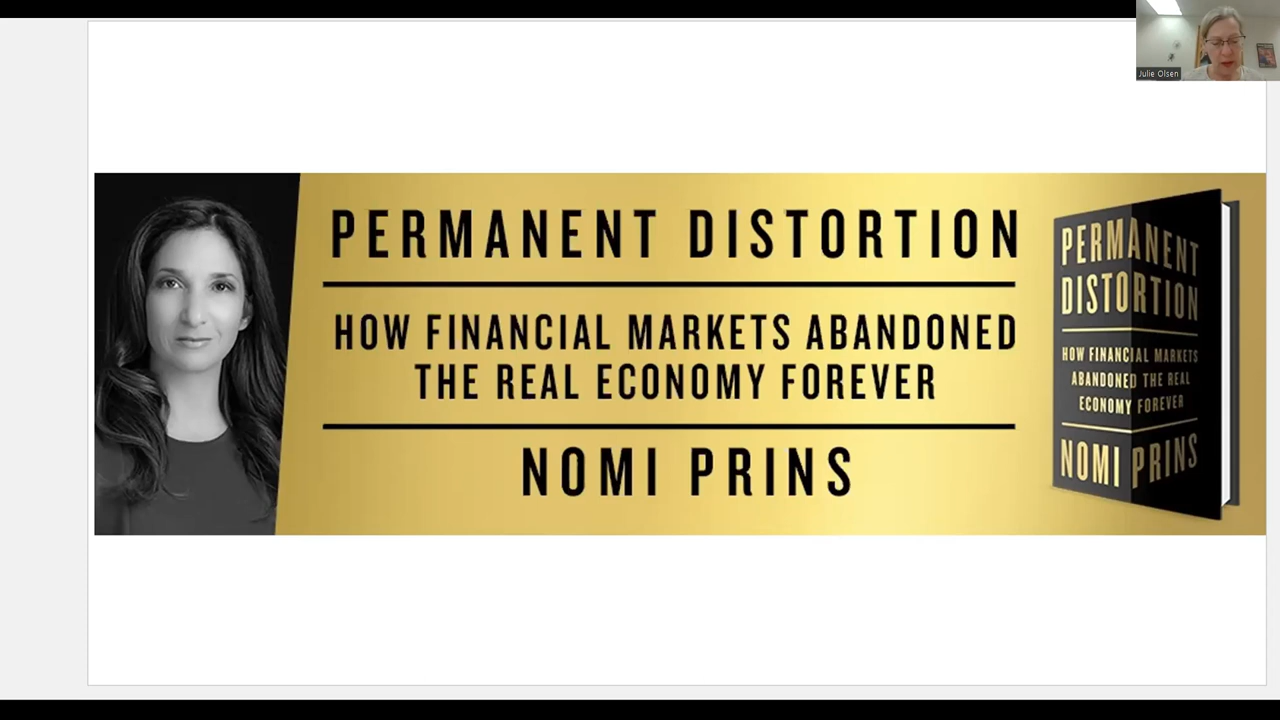 Julie Olsen
PERMANENT DISTORTION
HOW FINANCIAL MARKETS ABANDONED
THE REAL ECONOMY FOREVER
NOMI PRINS
PERMANENT
DISTORTION
HOW FINANCIAL MARKETS
ABANDONED THE REAL
ECONOMY FOREVER
NOMI PRINS